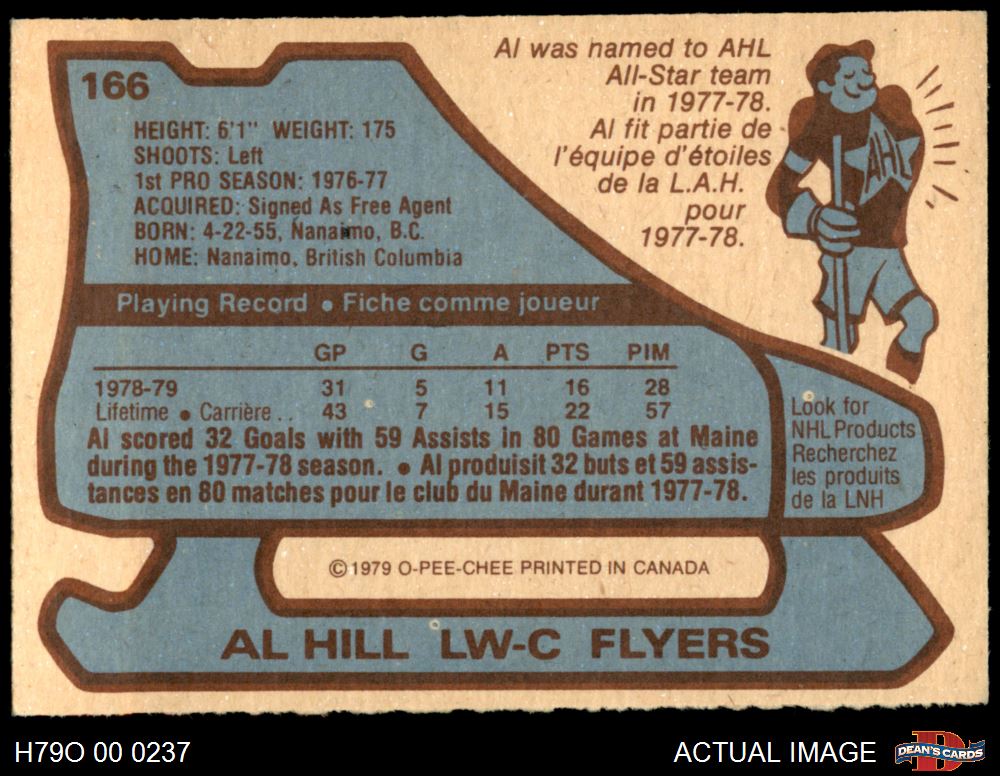 166
Al was named to AHL
All-Star team
in 1977-78.
Al fit partie de
l'équipe d'étoiles
de la L.A.H.
pour
1977-78.
AHL
HEIGHT: 6'1" WEIGHT: 175
SHOOTS: Left
1st PRO SEASON: 1976-77
ACQUIRED: Signed As Free Agent
BORN: 4-22-55, Nanaimo, B.C.
HOME: Nanaimo, British Columbia
Playing Record • Fiche comme joueur
GP G A PTS PIM
1978-79 31 5 11 16 28
Lifetime • Carrière .. 43 7 15 22 57
Al scored 32 Goals with 59 Assists in 80 Games at Maine
during the 1977-78 season. • Al produisit 32 buts et 59 assis-
tances en 80 matches pour le club du Maine durant 1977-78.
Look for
NHL Products
Recherchez
les produits
de la LNH
© 1979 O-PEE-CHEE PRINTED IN CANADA
AL HILL LW-C FLYERS
H79O 00 0237
ACTUAL IMAGE
D
DEAN'S CARDS